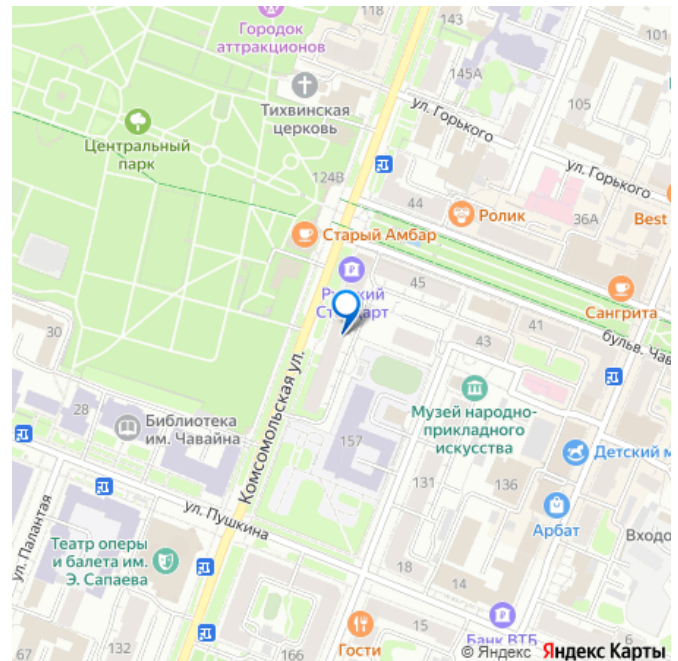 118
143
Городок
аттракционов
145А
105
Тихвинская
церковь
ул. Горького
Центральный
парк
ул. Горького
124В
44
Ролик
36А
Best
Старый Амбар
45
Сангрита
41
43
бульв. Чав
30
Комсомольская ул.
Музей народно-
прикладного
искусства
28
Библиотека
им. Чавайна
157
Детский м
131
136
ул. Палантая
ул. Пушкина
Арбат
Входо
Театр оперы
и балета им.
Э. Сапаева
18
14
Гости
15
Банк ВТБ
67
132
166
© Яндекс Яндекс Карты